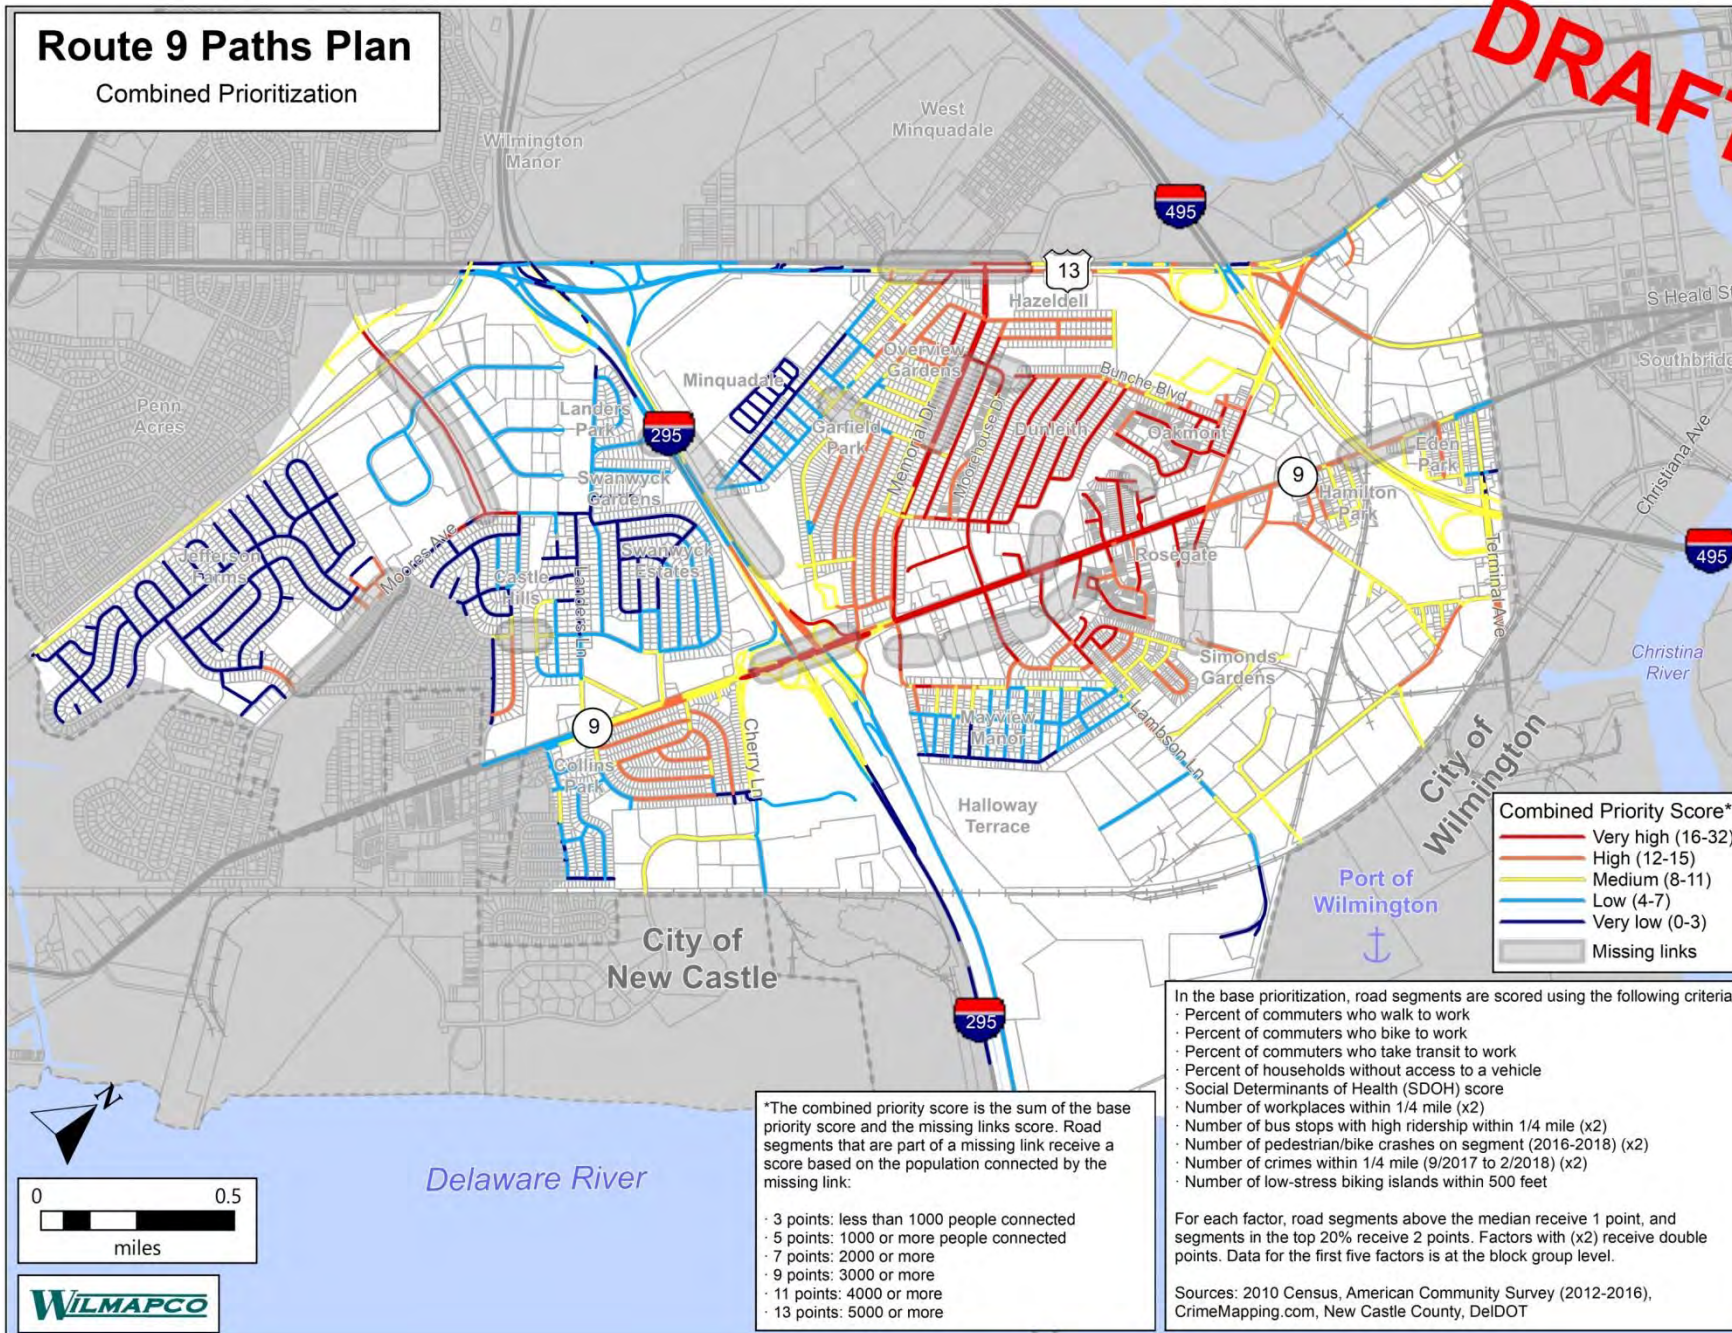 Route 9 Paths Plan
Combined Prioritization
DRAFT
West
Minquadale
Wilmington
Manor
495
13
Hazeldell
S Heald St
Southbridg
Overview
Gardens
Bunche Blvd
Minquadale
Penn
Acres
Landers
Park
295
Garfield
Park
Memorial Dr
Moorehouse Dr
Dunleith
Oakmont
Eden
Park
Christiana Ave
9
Hamilton
Park
Swanwyck
Gardens
Moores Ave
Jefferson
Farms
Swanwyck
Estates
Castle
Hills
Landers Ln
Rosegate
Terminal Ave
495
Simonds
Gardens
Christina
River
9
Mayview
Manor
Lambson Ln
Cherry Ln
Collins
Park
Halloway
Terrace
City of
Wilmington
Port of
Wilmington
City of
New Castle
295
Combined Priority Score*
Very high (16-32)
High (12-15)
Medium (8-11)
Low (4-7)
Very low (0-3)
Missing links
N
Delaware River
0 0.5
miles
WILMAPCO
*The combined priority score is the sum of the base
priority score and the missing links score. Road
segments that are part of a missing link receive a
score based on the population connected by the
missing link:
· 3 points: less than 1000 people connected
· 5 points: 1000 or more people connected
· 7 points: 2000 or more
· 9 points: 3000 or more
· 11 points: 4000 or more
· 13 points: 5000 or more
In the base prioritization, road segments are scored using the following criteria
· Percent of commuters who walk to work
· Percent of commuters who bike to work
· Percent of commuters who take transit to work
· Percent of households without access to a vehicle
· Social Determinants of Health (SDOH) score
· Number of workplaces within 1/4 mile (x2)
· Number of bus stops with high ridership within 1/4 mile (x2)
· Number of pedestrian/bike crashes on segment (2016-2018) (x2)
· Number of crimes within 1/4 mile (9/2017 to 2/2018) (x2)
· Number of low-stress biking islands within 500 feet
For each factor, road segments above the median receive 1 point, and
segments in the top 20% receive 2 points. Factors with (x2) receive double
points. Data for the first five factors is at the block group level.
Sources: 2010 Census, American Community Survey (2012-2016),
CrimeMapping.com, New Castle County, DelDOT